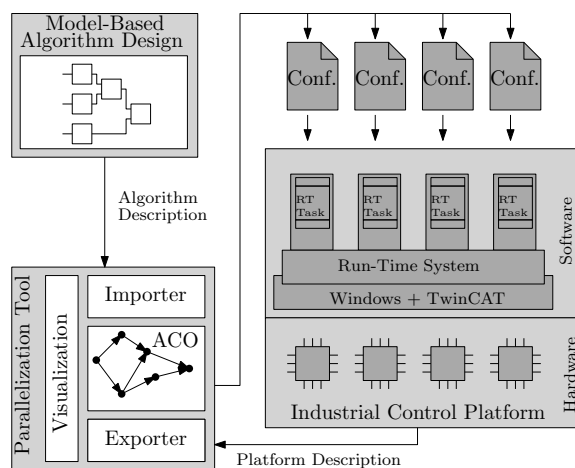 Model-Based
Algorithm Design
Conf.
Conf.
Conf.
Conf.
Algorithm
Description
RT
Task
RT
Task
RT
Task
RT
Task
Run-Time System
Windows + TwinCAT
Software
Parallelization Tool
Visualization
Importer
ACO
Exporter
Industrial Control Platform
Hardware
Platform Description